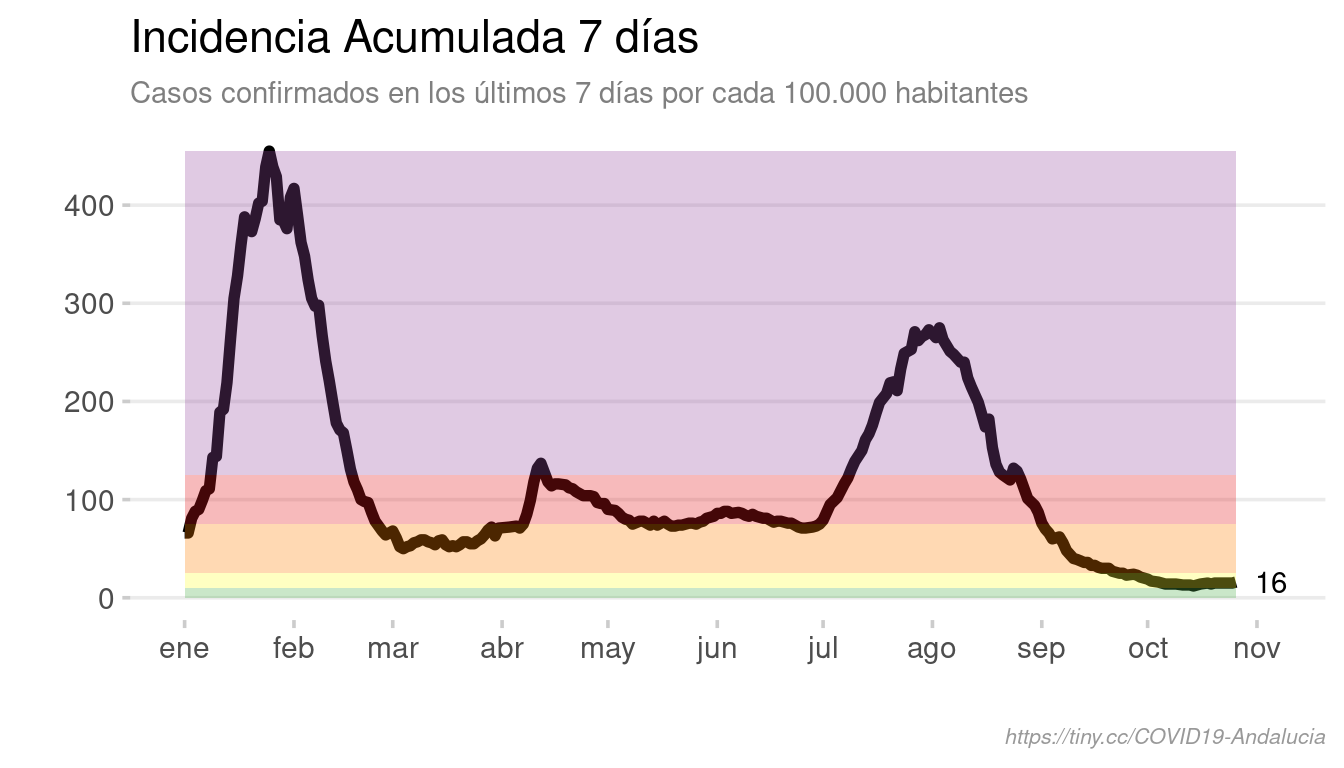 Incidencia Acumulada 7 días
Casos confirmados en los últimos 7 días por cada 100.000 habitantes
400
300
200
100
0
16
ene feb mar abr may jun jul ago sep oct nov
https://tiny.cc/COVID19-Andalucia